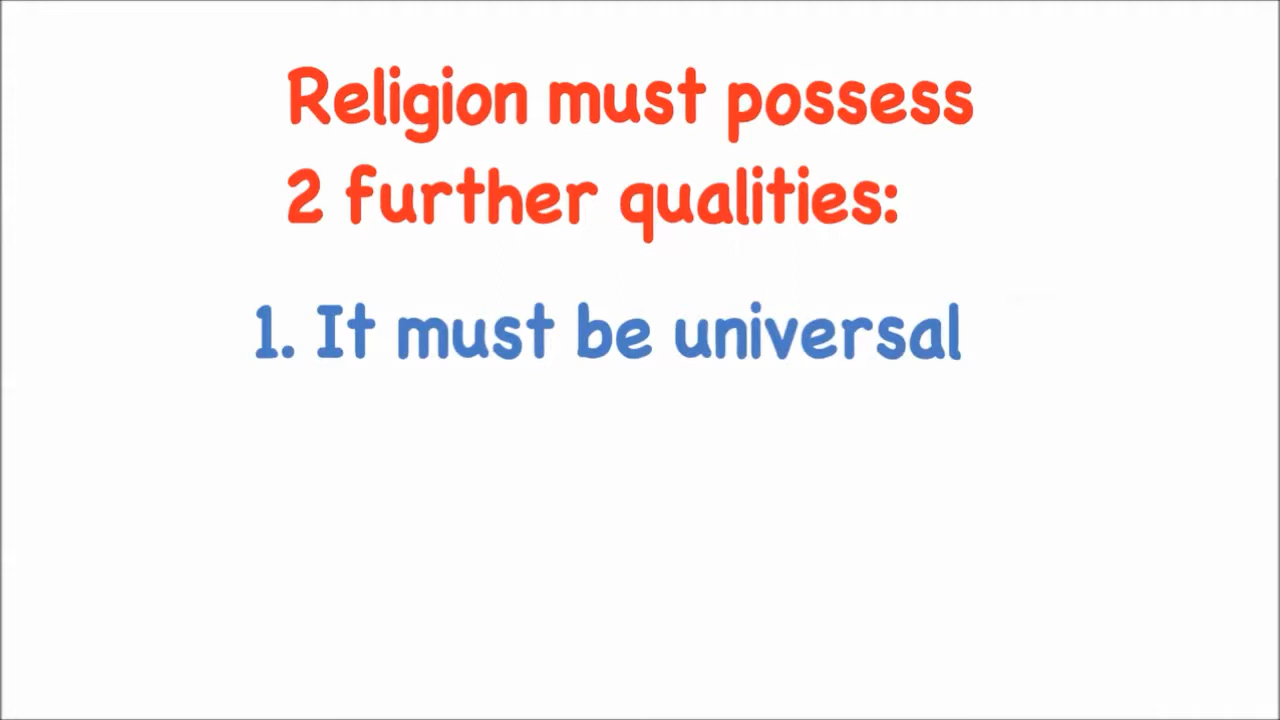 Religion must possess
2 further qualities:
1. It must be universal